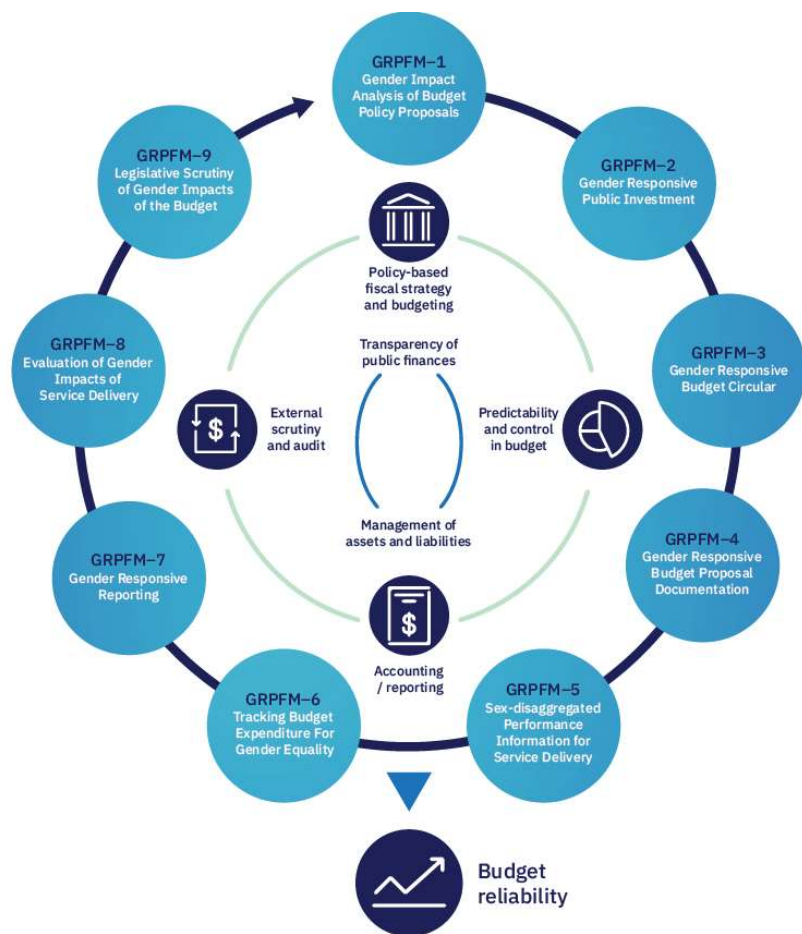 GRPFM–1
Gender Impact
Analysis of Budget
Policy Proposals
GRPFM–2
Gender Responsive
Public Investment
GRPFM–3
Gender Responsive
Budget Circular
GRPFM–4
Gender Responsive
Budget Proposal
Documentation
GRPFM–5
Sex-disaggregated
Performance
Information for
Service Delivery
GRPFM–6
Tracking Budget
Expenditure For
Gender Equality
GRPFM–7
Gender Responsive
Reporting
GRPFM–8
Evaluation of Gender
Impacts of
Service Delivery
GRPFM–9
Legislative Scrutiny
of Gender Impacts
of the Budget
Policy-based
fiscal strategy
and budgeting
Transparency of
public finances
$
External
scrutiny
and audit
Predictability
and control
in budget
Management of
assets and liabilities
$
Accounting
/ reporting
Budget
reliability